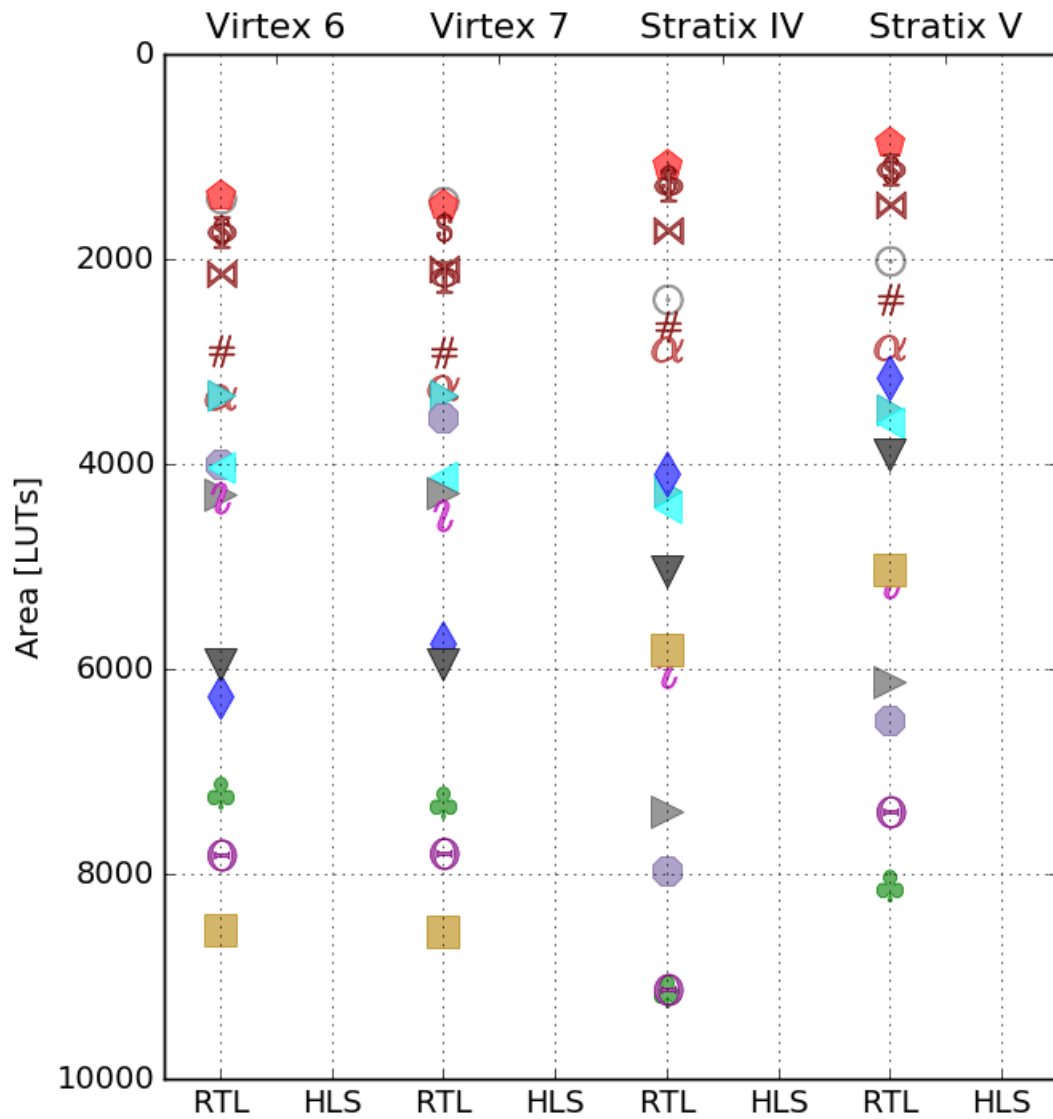 Virtex 6 Virtex 7 Stratix IV Stratix V
0
2000
4000
6000
8000
10000
Area [LUTs]
RTL HLS RTL HLS RTL HLS RTL HLS